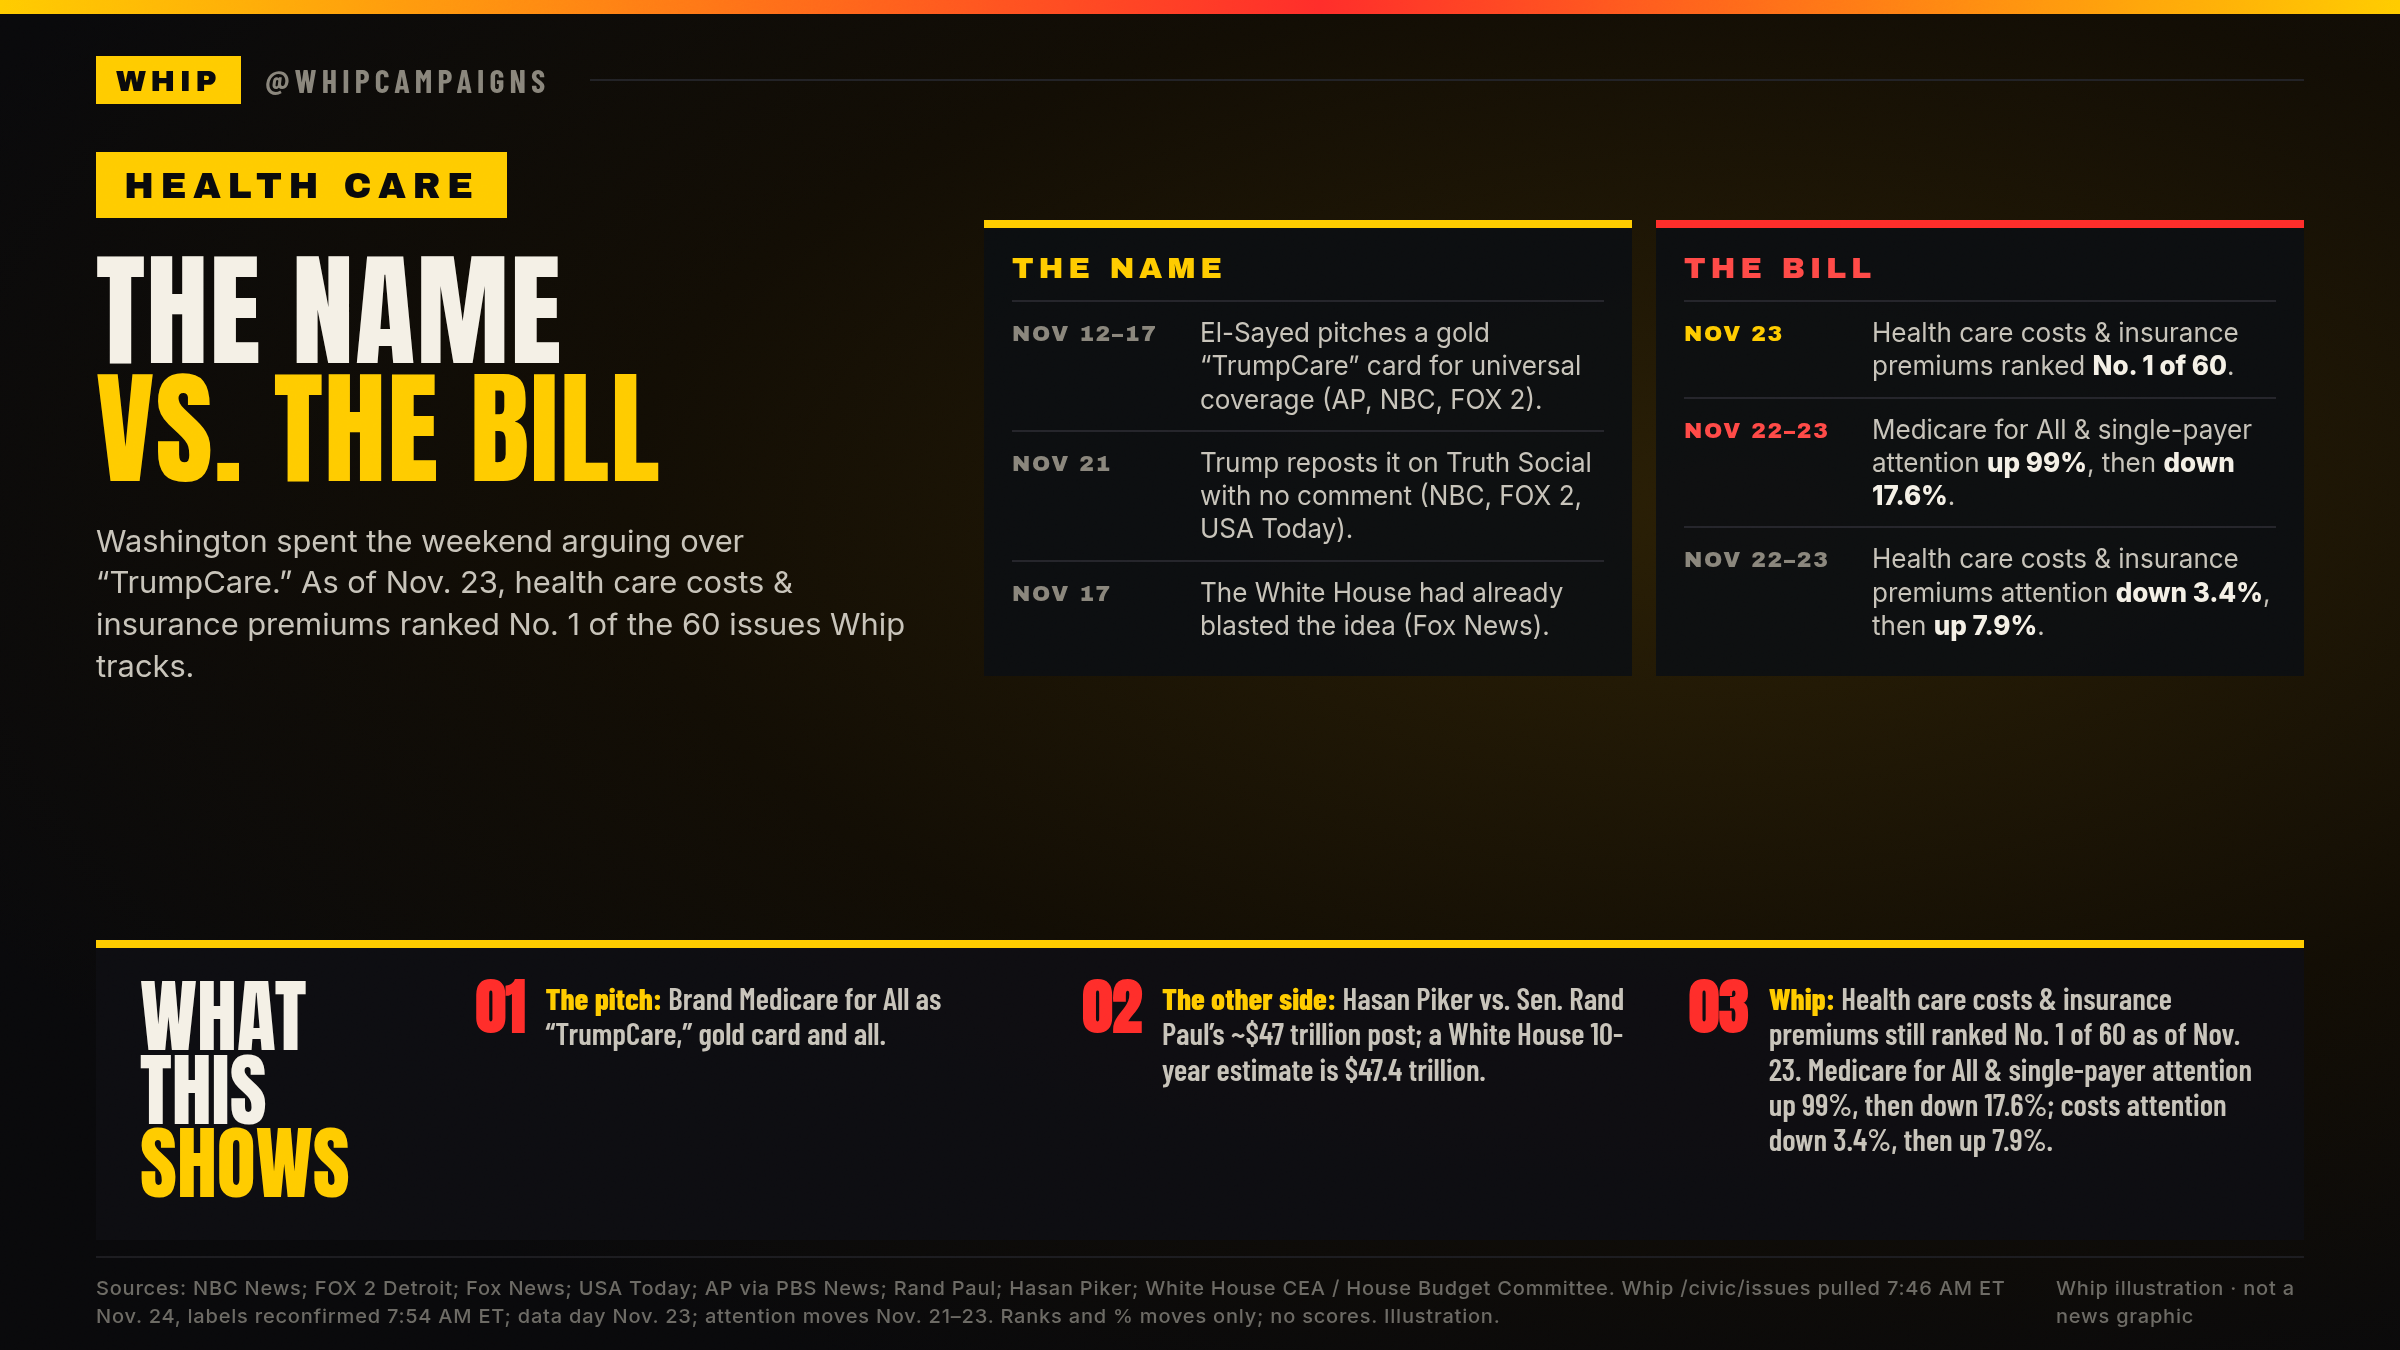 WHIP @WHIPCAMPAIGNS
HEALTH CARE
THE NAME
VS. THE BILL
Washington spent the weekend arguing over
“TrumpCare.” As of Nov. 23, health care costs &
insurance premiums ranked No. 1 of the 60 issues Whip
tracks.
THE NAME
NOV 12–17
El-Sayed pitches a gold
“TrumpCare” card for universal
coverage (AP, NBC, FOX 2).
NOV 21
Trump reposts it on Truth Social
with no comment (NBC, FOX 2,
USA Today).
NOV 17
The White House had already
blasted the idea (Fox News).
THE BILL
NOV 23
Health care costs & insurance
premiums ranked No. 1 of 60.
NOV 22–23
Medicare for All & single-payer
attention up 99%, then down
17.6%.
NOV 22–23
Health care costs & insurance
premiums attention down 3.4%,
then up 7.9%.
WHAT
THIS
SHOWS
01
The pitch: Brand Medicare for All as
“TrumpCare,” gold card and all.
02
The other side: Hasan Piker vs. Sen. Rand
Paul’s ~$47 trillion post; a White House 10-
year estimate is $47.4 trillion.
03
Whip: Health care costs & insurance
premiums still ranked No. 1 of 60 as of Nov.
23. Medicare for All & single-payer attention
up 99%, then down 17.6%; costs attention
down 3.4%, then up 7.9%.
Sources: NBC News; FOX 2 Detroit; Fox News; USA Today; AP via PBS News; Rand Paul; Hasan Piker; White House CEA / House Budget Committee. Whip /civic/issues pulled 7:46 AM ET
Nov. 24, labels reconfirmed 7:54 AM ET; data day Nov. 23; attention moves Nov. 21–23. Ranks and % moves only; no scores. Illustration.
Whip illustration · not a
news graphic